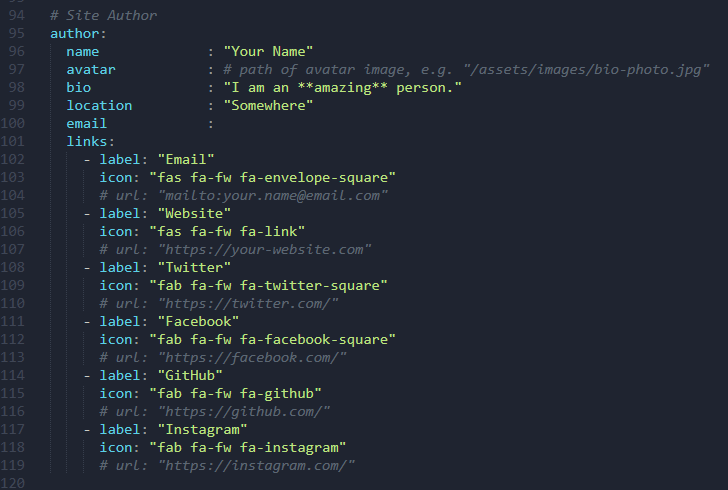 94 # Site Author
95 author:
96 name : "Your Name"
97 avatar : # path of avatar image, e.g. "/assets/images/bio-photo.jpg"
98 bio : "I am an **amazing** person."
99 location : "Somewhere"
100 email :
101 links:
102 - label: "Email"
103 icon: "fas fa-fw fa-envelope-square"
104 # url: "mailto:your.name@email.com"
105 - label: "Website"
106 icon: "fas fa-fw fa-link"
107 # url: "https://your-website.com"
108 - label: "Twitter"
109 icon: "fab fa-fw fa-twitter-square"
110 # url: "https://twitter.com/"
111 - label: "Facebook"
112 icon: "fab fa-fw fa-facebook-square"
113 # url: "https://facebook.com/"
114 - label: "GitHub"
115 icon: "fab fa-fw fa-github"
116 # url: "https://github.com/"
117 - label: "Instagram"
118 icon: "fab fa-fw fa-instagram"
119 # url: "https://instagram.com/"
120